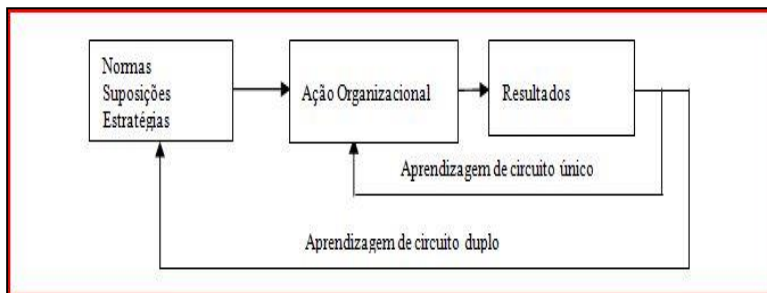 Normas
Suposições
Estratégias
Ação Organizacional
Resultados
Aprendizagem de circuito único
Aprendizagem de circuito duplo